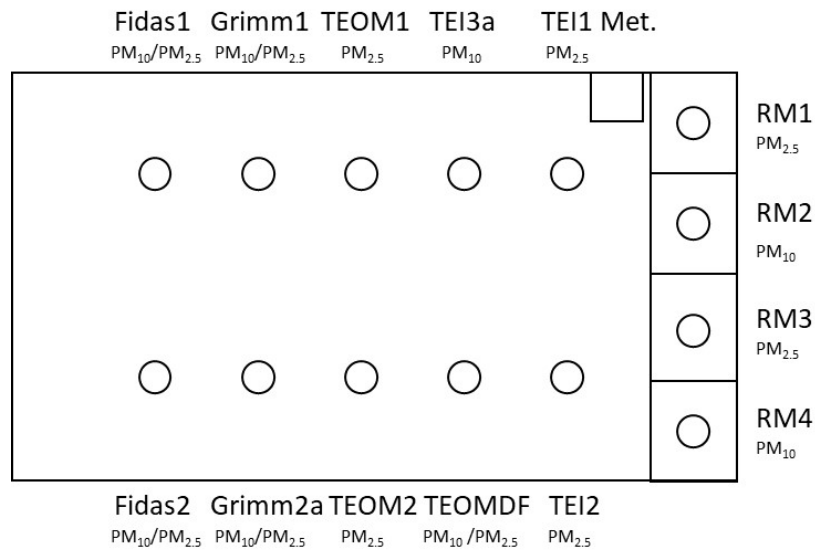 Fidas1 Grimm1 TEOM1 TEI3a TEI1 Met.
PM₁₀/PM₂.₅ PM₁₀/PM₂.₅ PM₂.₅ PM₁₀ PM₂.₅
RM1
PM₂.₅
RM2
PM₁₀
RM3
PM₂.₅
RM4
PM₁₀
Fidas2 Grimm2a TEOM2 TEOMDF TEI2
PM₁₀/PM₂.₅ PM₁₀/PM₂.₅ PM₂.₅ PM₁₀ /PM₂.₅ PM₂.₅